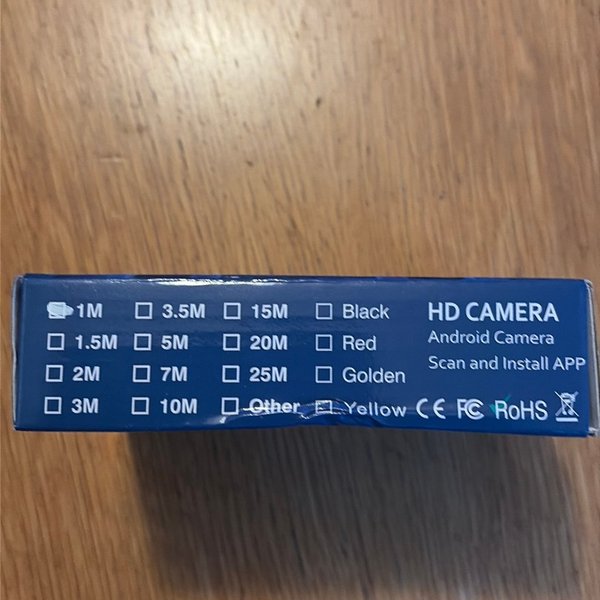 1M 3.5M 15M Black
1.5M 5M 20M Red
2M 7M 25M Golden
3M 10M Other Yellow
HD CAMERA
Android Camera
Scan and Install APP
CE FC RoHS